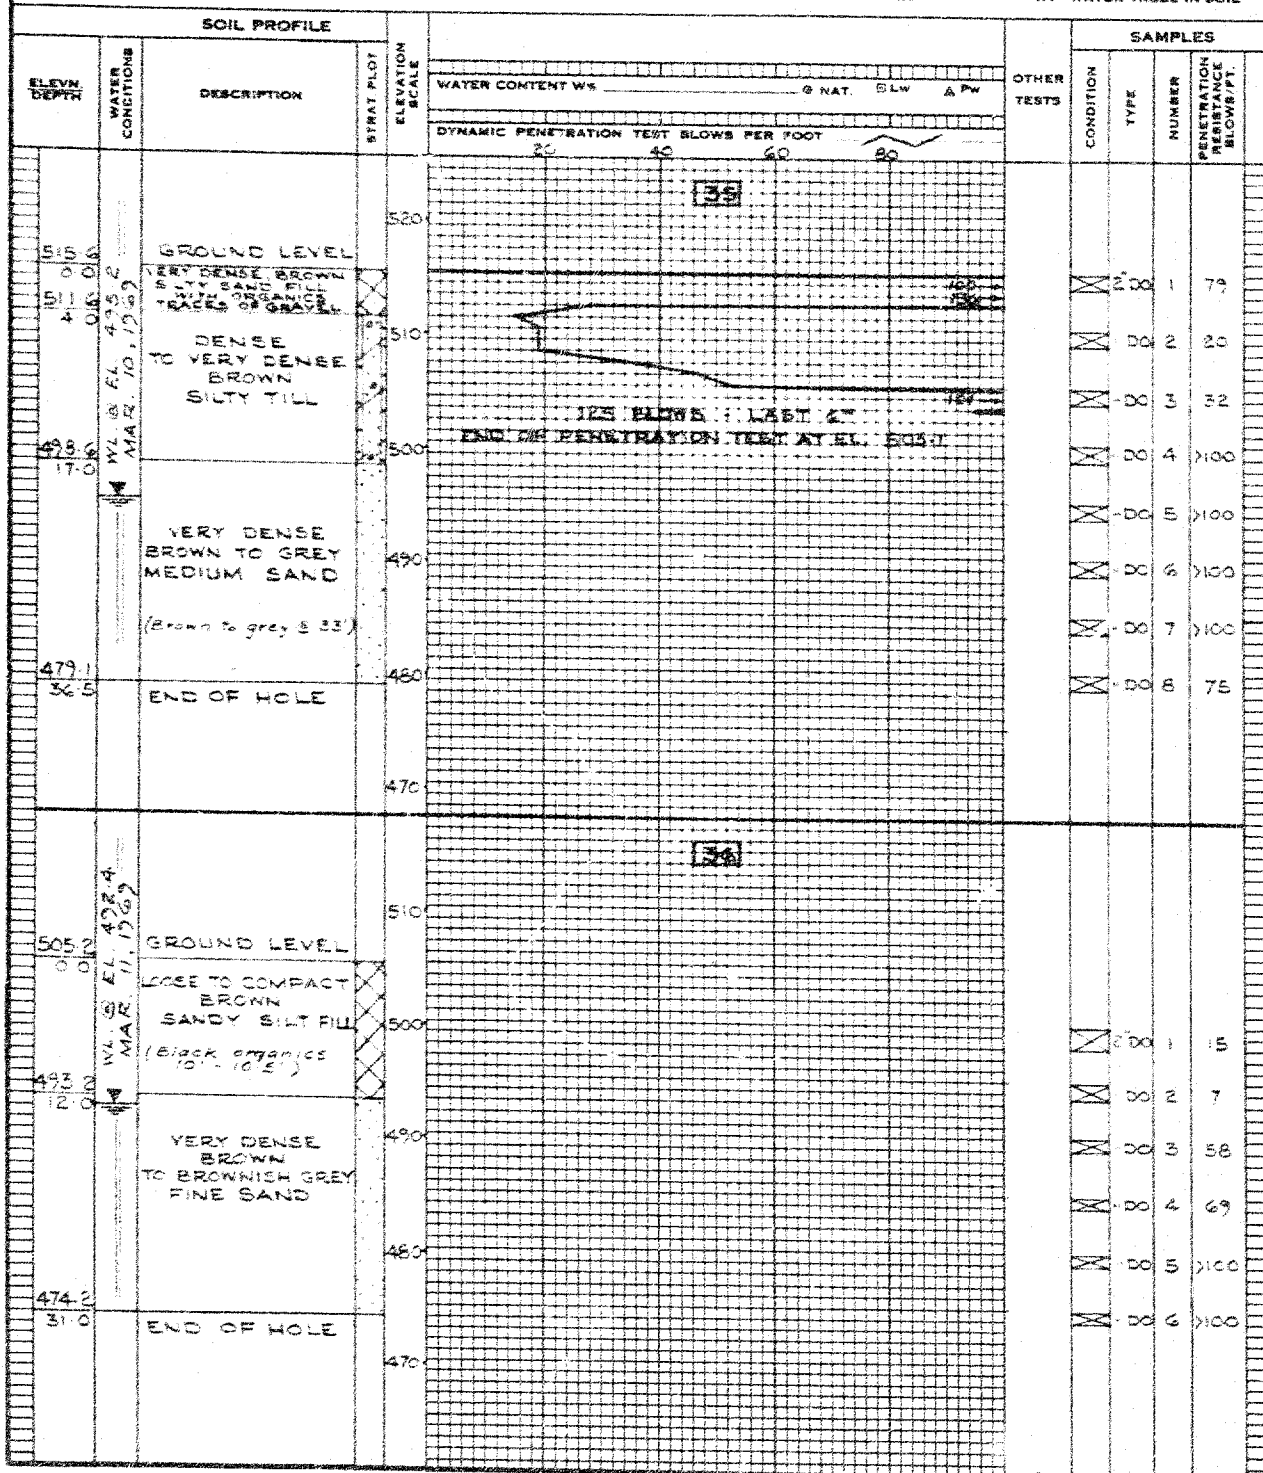 WATER TABLE IN SOIL
SOIL PROFILE
SAMPLES
ELEVN
DEPTH
WATER CONDITIONS
DESCRIPTION
STRAT PLOT
ELEVATION SCALE
WATER CONTENT W% NAT. LW PW
DYNAMIC PENETRATION TEST BLOWS PER FOOT
20 40 60 80
OTHER TESTS
CONDITION
TYPE
NUMBER
PENETRATION RESISTANCE BLOWS/FT.
35
520
515.6 GROUND LEVEL
0.0
VERY DENSE BROWN
SILTY SAND FILL
WITH ORGANICS
TRACES OF GRAVEL
511.6
4.0
510
DENSE
TO VERY DENSE
BROWN
SILTY TILL
WL @ EL. 495.2
MAR. 10, 1969
125 BLOWS : LAST 6"
END OF PENETRATION TEST AT EL. 503.1
498.6
17.0
500
VERY DENSE
BROWN TO GREY
MEDIUM SAND
490
(Brown to grey @ 33')
479.1
36.5
480
END OF HOLE
470
2" DO 1 79
DO 2 20
DO 3 32
DO 4 >100
DO 5 >100
DO 6 >100
DO 7 >100
DO 8 75
36
510
WL @ EL. 492.4
MAR. 11, 1969
505.2 GROUND LEVEL
0.0
LOOSE TO COMPACT
BROWN
SANDY SILT FILL
500
(Black organics
10' - 10.5')
493.2
12.0
490
VERY DENSE
BROWN
TO BROWNISH GREY
FINE SAND
480
474.2
31.0
END OF HOLE
470
2" DO 1 15
DO 2 7
DO 3 58
DO 4 69
DO 5 >100
DO 6 >100